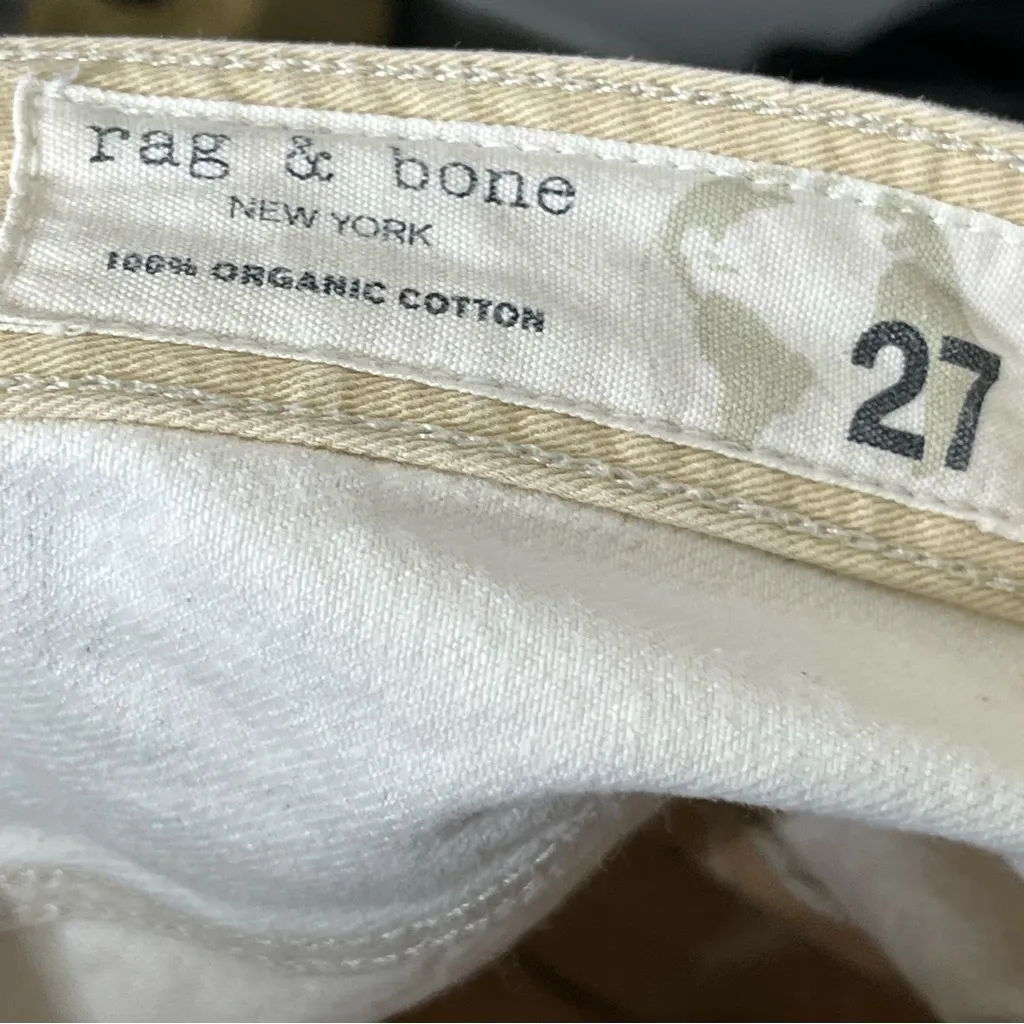 rag & bone
NEW YORK
100% ORGANIC COTTON
27